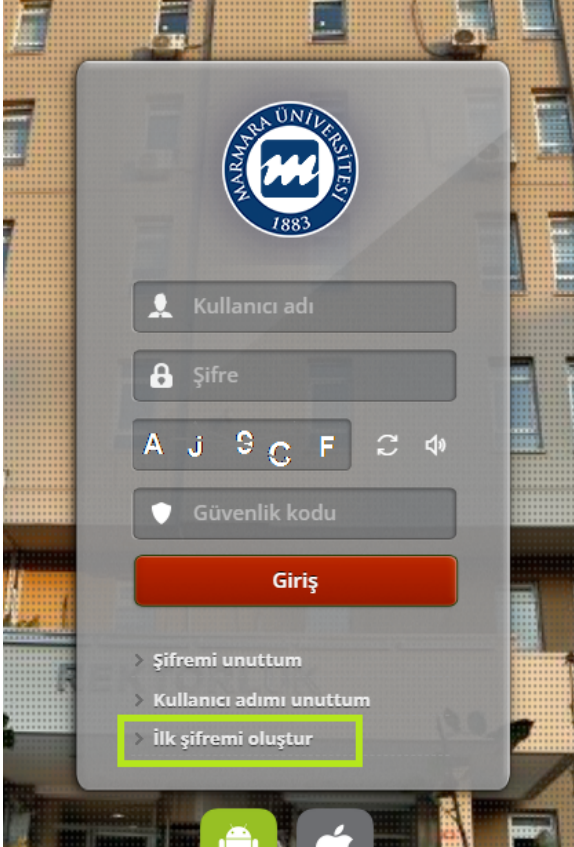 MARMARA ÜNİVERSİTESİ
1883
Kullanıcı adı
Şifre
A J 9 C F
Güvenlik kodu
Giriş
Şifremi unuttum
Kullanıcı adımı unuttum
İlk şifremi oluştur